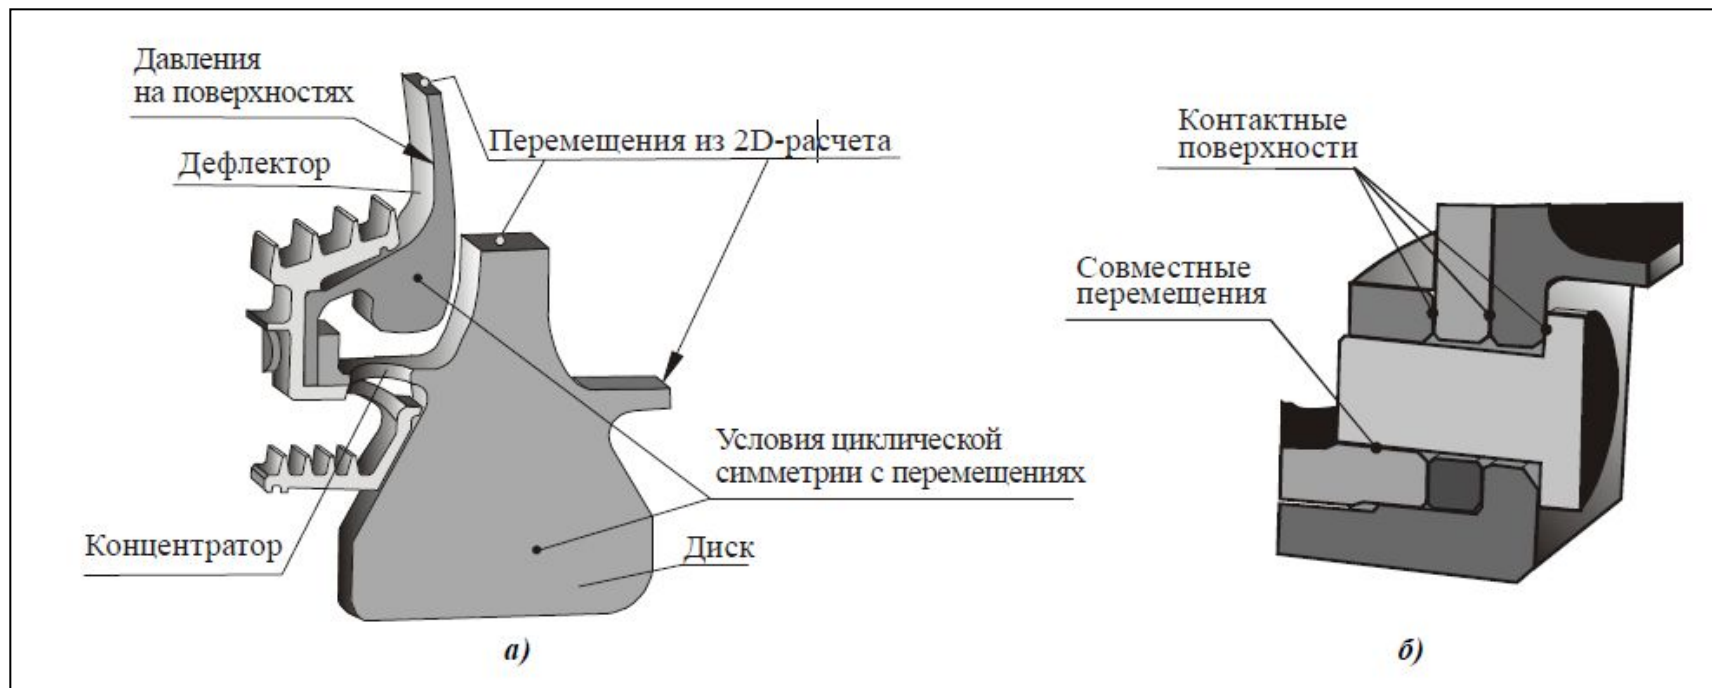 Давления
на поверхностях
Дефлектор
Перемещения из 2D-расчета
Условия циклической
симметрии с перемещениях
Концентратор
Диск
а)
Контактные
поверхности
Совместные
перемещения
б)